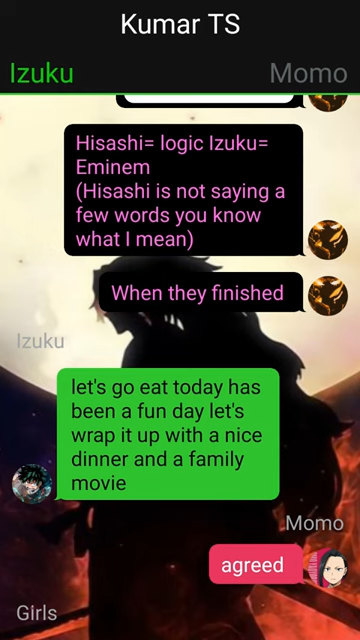 Kumar TS
Izuku Momo
Hisashi= logic Izuku=
Eminem
(Hisashi is not saying a
few words you know
what I mean)
When they finished
Izuku
let's go eat today has
been a fun day let's
wrap it up with a nice
dinner and a family
movie
Momo
agreed
Girls